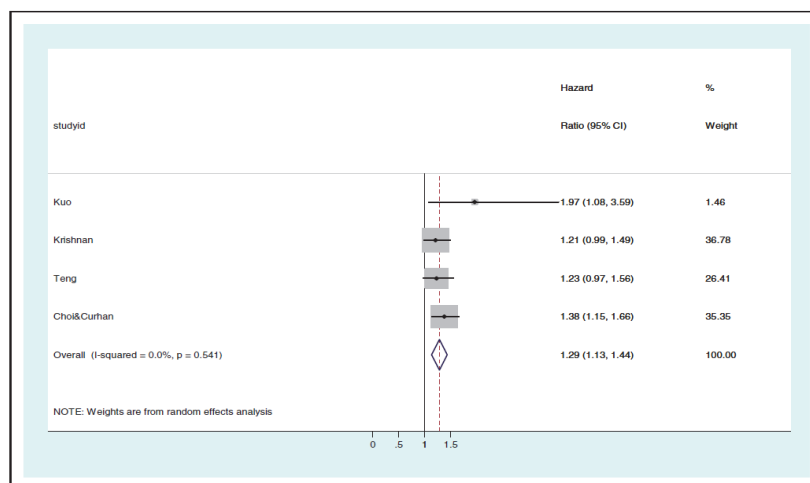 Hazard %
studyid Ratio (95% CI) Weight
Kuo 1.97 (1.08, 3.59) 1.46
Krishnan 1.21 (0.99, 1.49) 36.78
Teng 1.23 (0.97, 1.56) 26.41
Choi&Curhan 1.38 (1.15, 1.66) 35.35
Overall (I-squared = 0.0%, p = 0.541) 1.29 (1.13, 1.44) 100.00
NOTE: Weights are from random effects analysis
0 .5 1 1.5